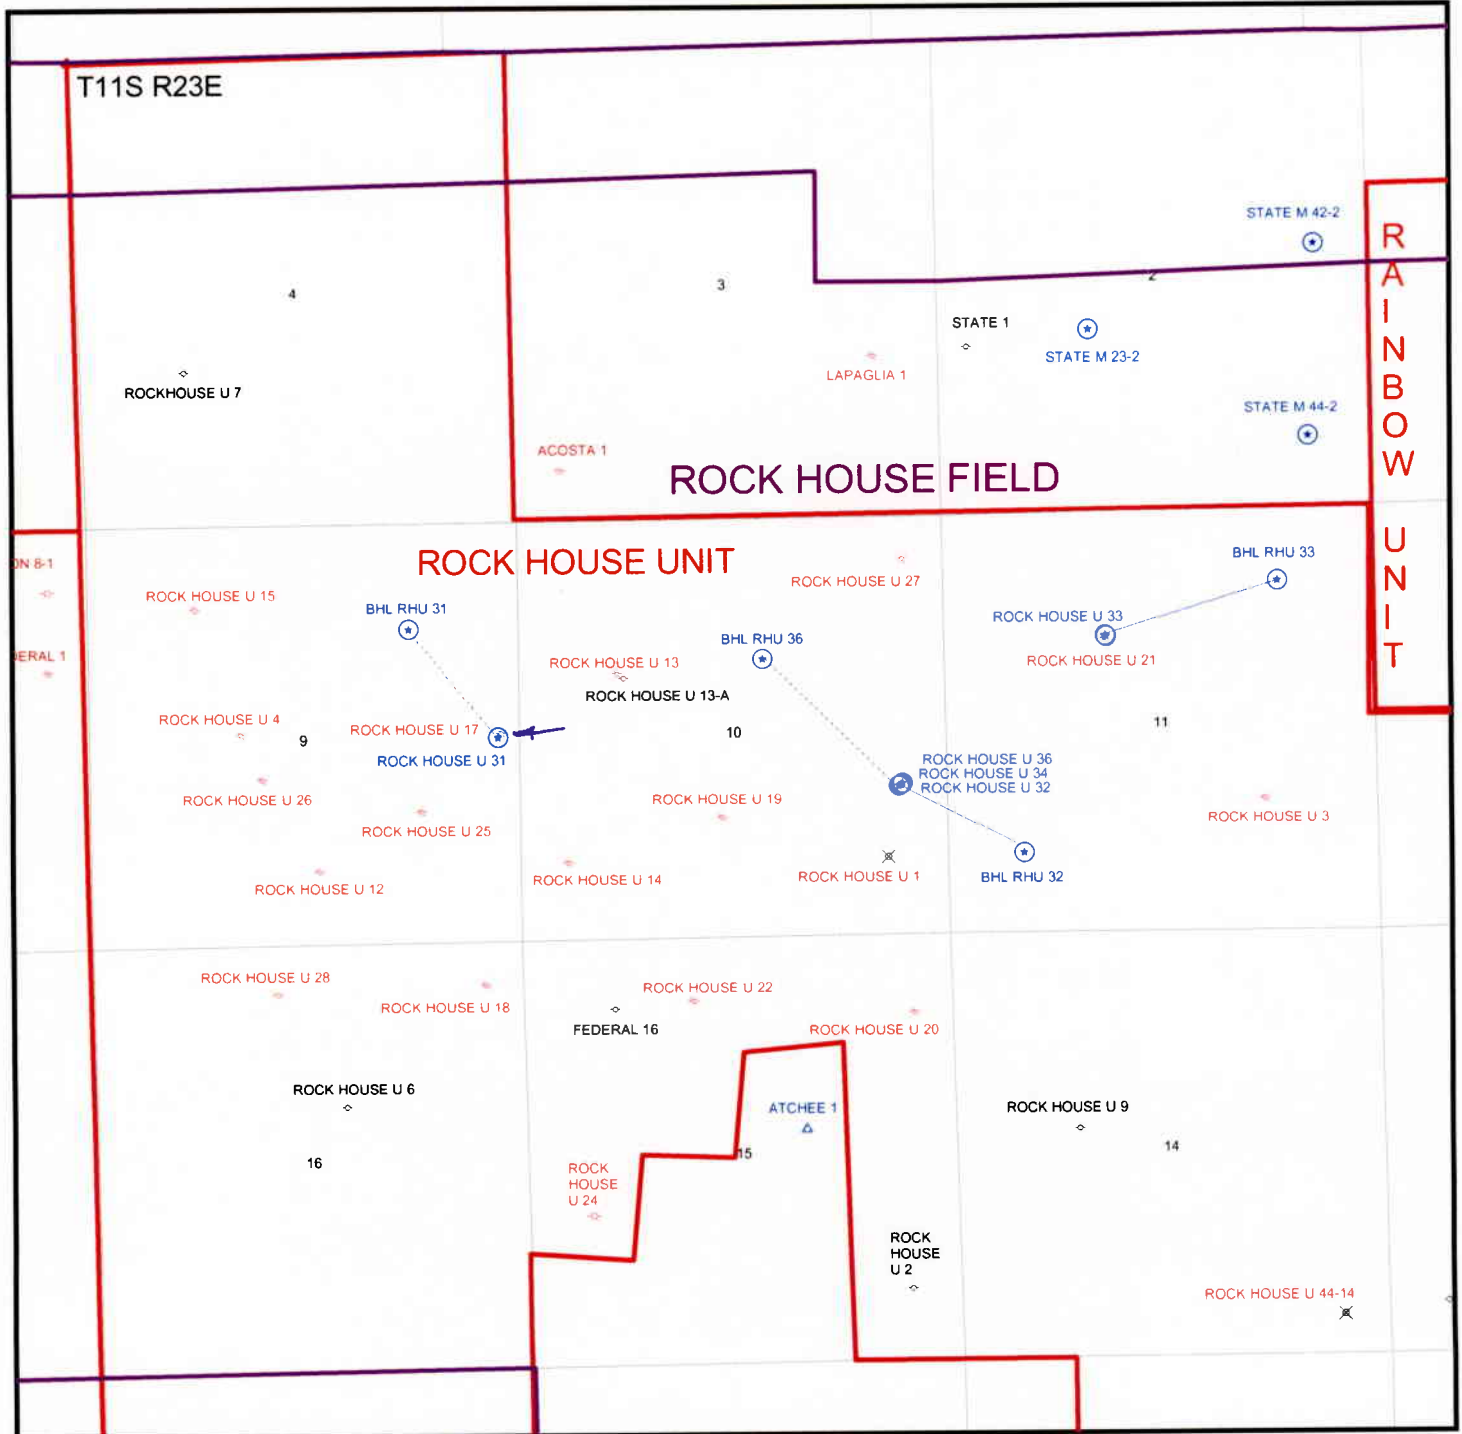 T11S R23E
STATE M 42-2
4
3
2
STATE 1
STATE M 23-2
LAPAGLIA 1
ROCKHOUSE U 7
STATE M 44-2
ACOSTA 1
ROCK HOUSE FIELD
RAINBOW UNIT
ROCK HOUSE UNIT
ON 8-1
ROCK HOUSE U 15
BHL RHU 31
ROCK HOUSE U 27
BHL RHU 33
ROCK HOUSE U 33
ERAL 1
ROCK HOUSE U 13
BHL RHU 36
ROCK HOUSE U 21
ROCK HOUSE U 13-A
ROCK HOUSE U 4
9
ROCK HOUSE U 17
10
11
ROCK HOUSE U 31
ROCK HOUSE U 36
ROCK HOUSE U 34
ROCK HOUSE U 32
ROCK HOUSE U 26
ROCK HOUSE U 19
ROCK HOUSE U 3
ROCK HOUSE U 25
ROCK HOUSE U 12
ROCK HOUSE U 14
ROCK HOUSE U 1
BHL RHU 32
ROCK HOUSE U 28
ROCK HOUSE U 18
ROCK HOUSE U 22
FEDERAL 16
ROCK HOUSE U 20
ROCK HOUSE U 6
ATCHEE 1
ROCK HOUSE U 9
16
15
14
ROCK
HOUSE
U 24
ROCK
HOUSE
U 2
ROCK HOUSE U 44-14